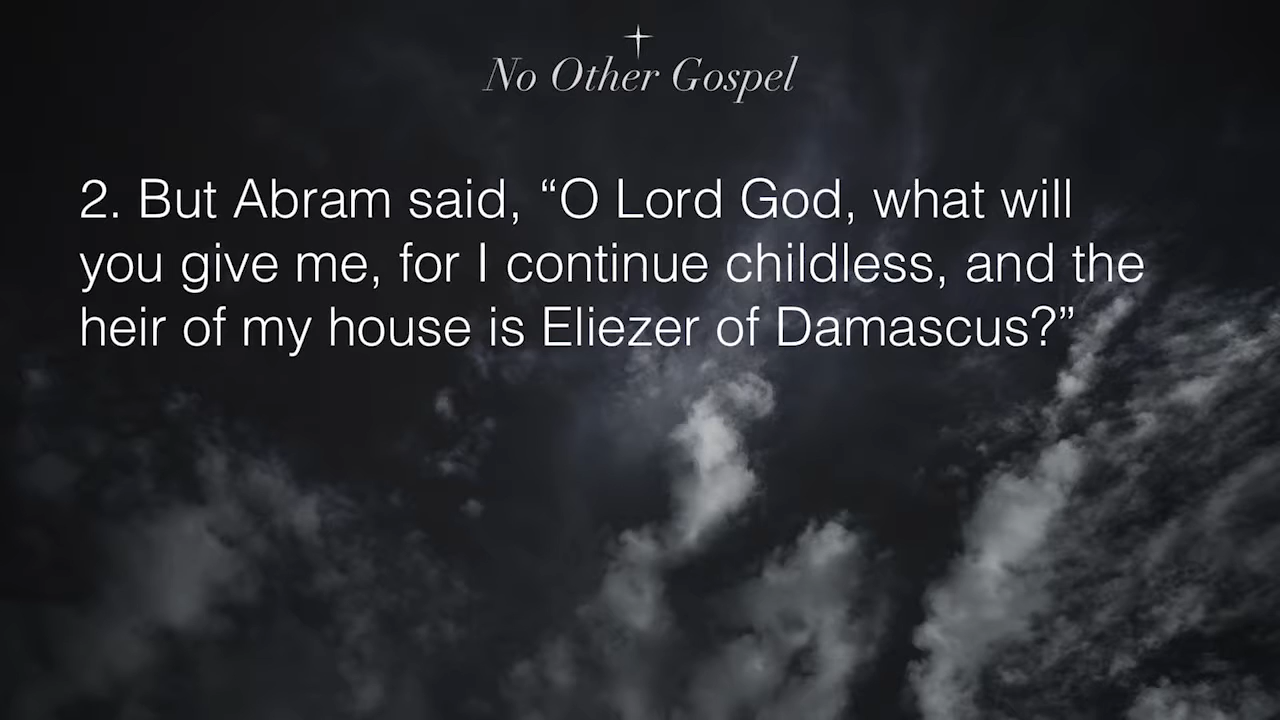 No Other Gospel
2. But Abram said, “O Lord God, what will
you give me, for I continue childless, and the
heir of my house is Eliezer of Damascus?”